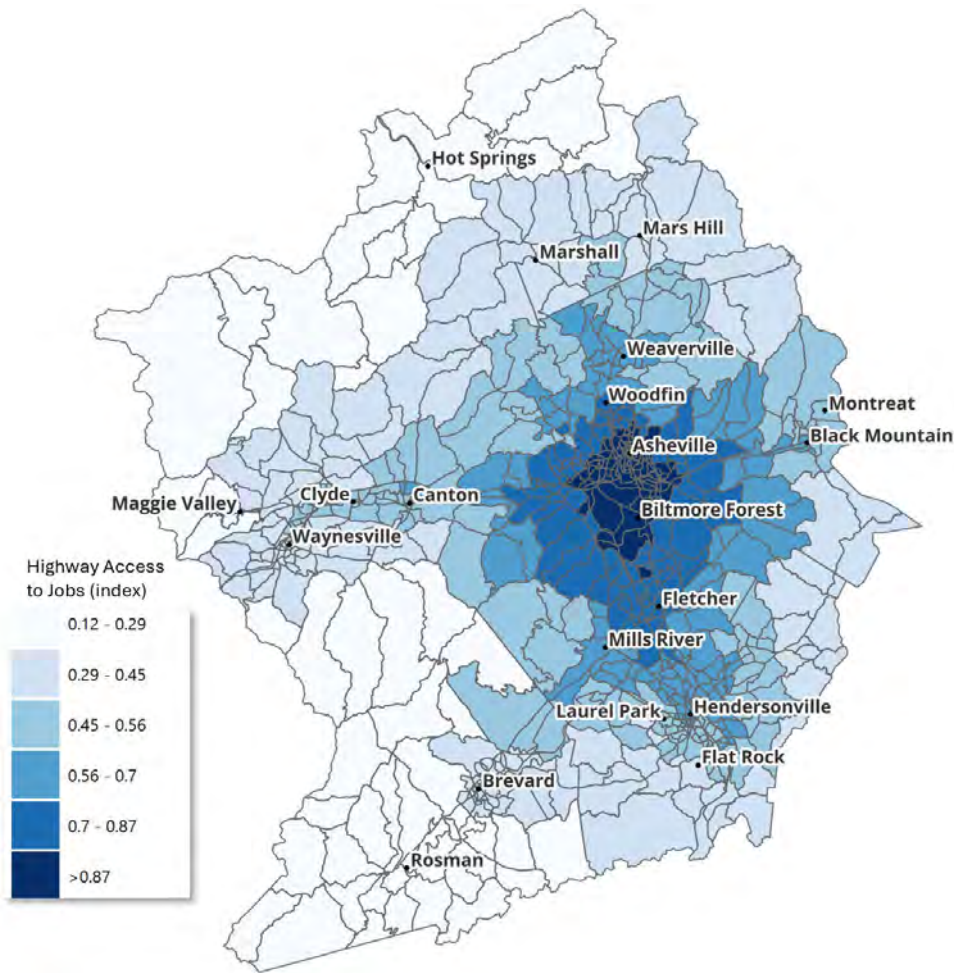 Hot Springs
Mars Hill
Marshall
Weaverville
Woodfin
Montreat
Asheville
Black Mountain
Clyde
Canton
Maggie Valley
Biltmore Forest
Waynesville
Highway Access
to Jobs (index)
0.12 - 0.29
0.29 - 0.45
0.45 - 0.56
0.56 - 0.7
0.7 - 0.87
>0.87
Fletcher
Mills River
Laurel Park
Hendersonville
Flat Rock
Brevard
Rosman